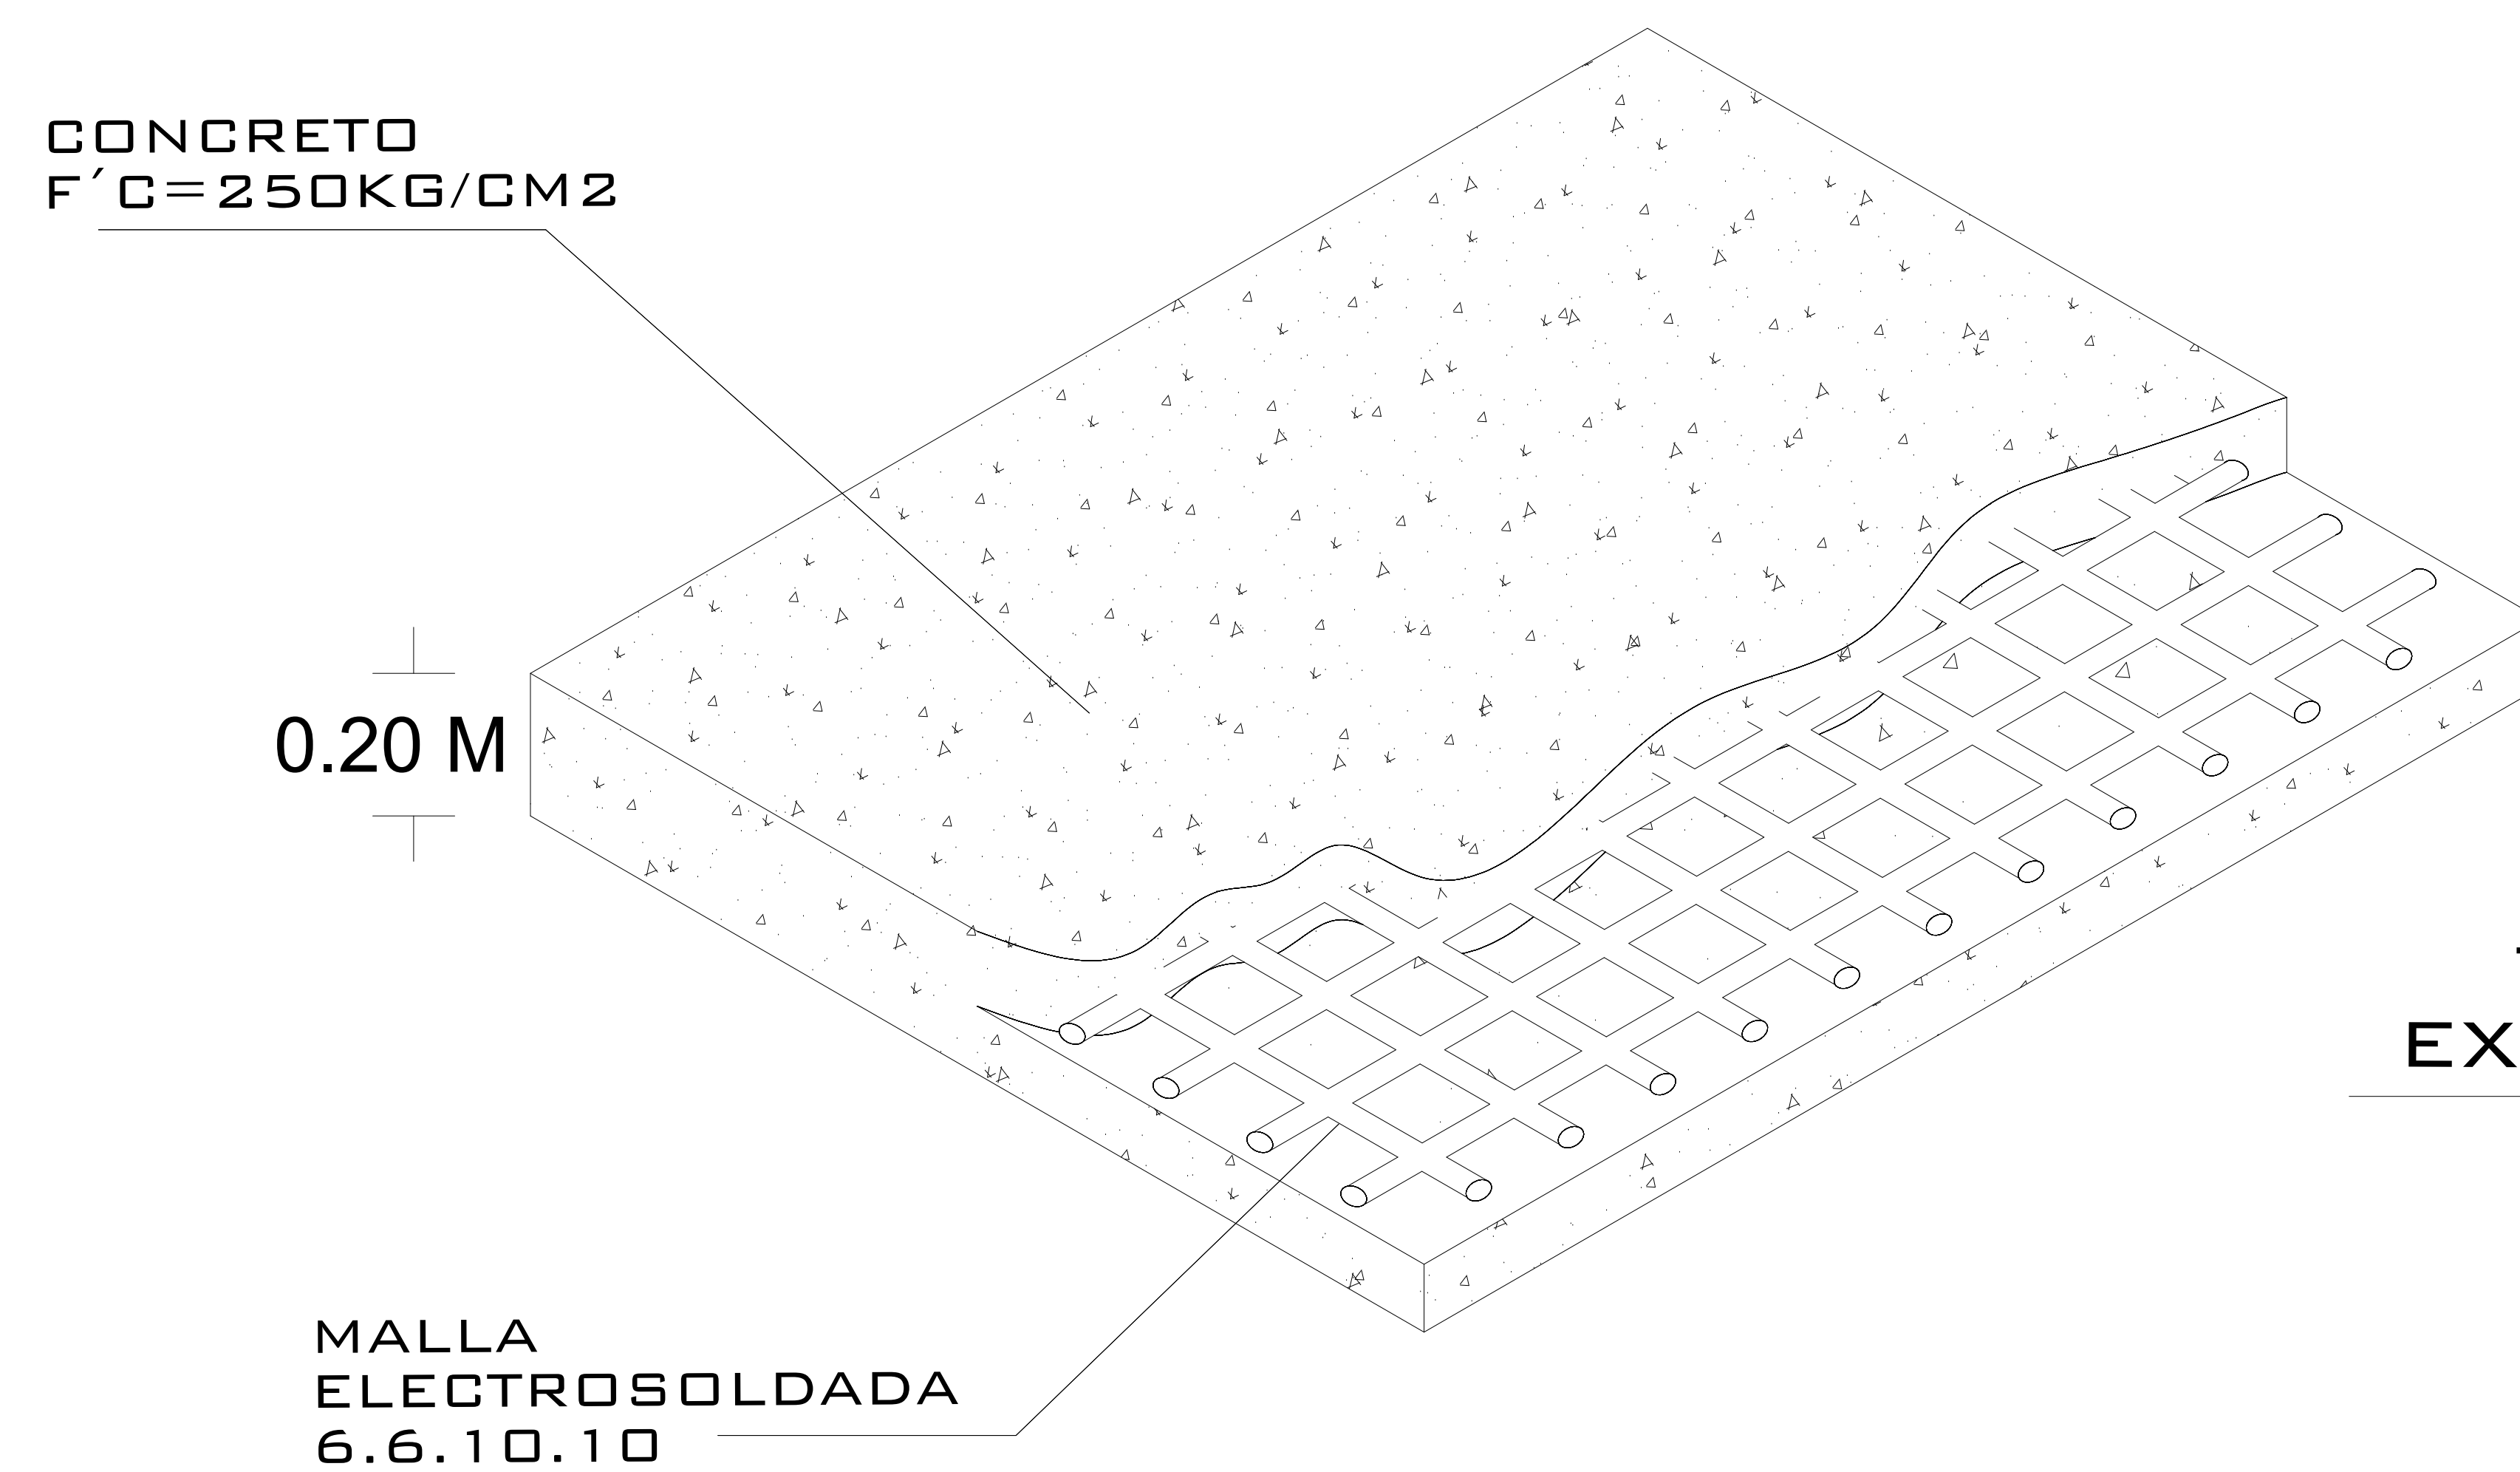 CONCRETO
F´C=250KG/CM2
0.20 M
EX
MALLA
ELECTROSOLDADA
6.6.10.10